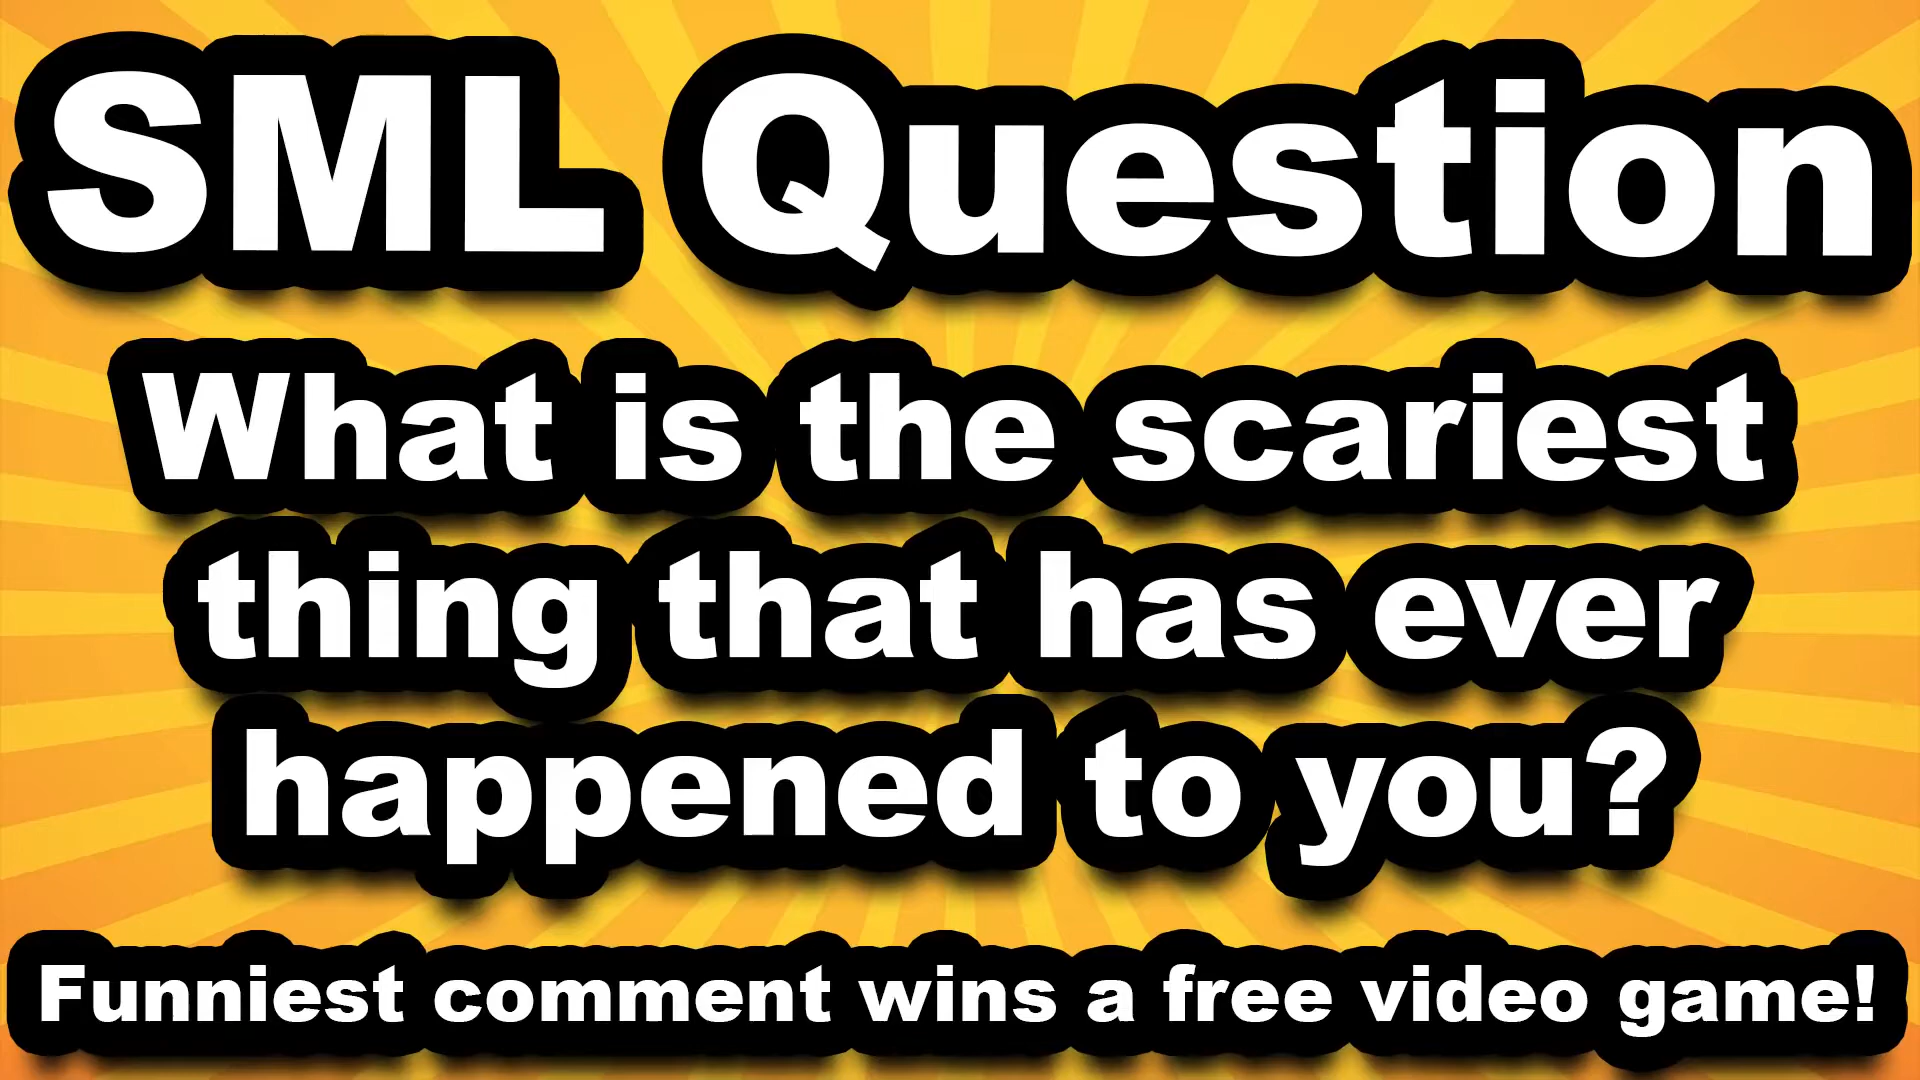 SML Question
What is the scariest
thing that has ever
happened to you?
Funniest comment wins a free video game!